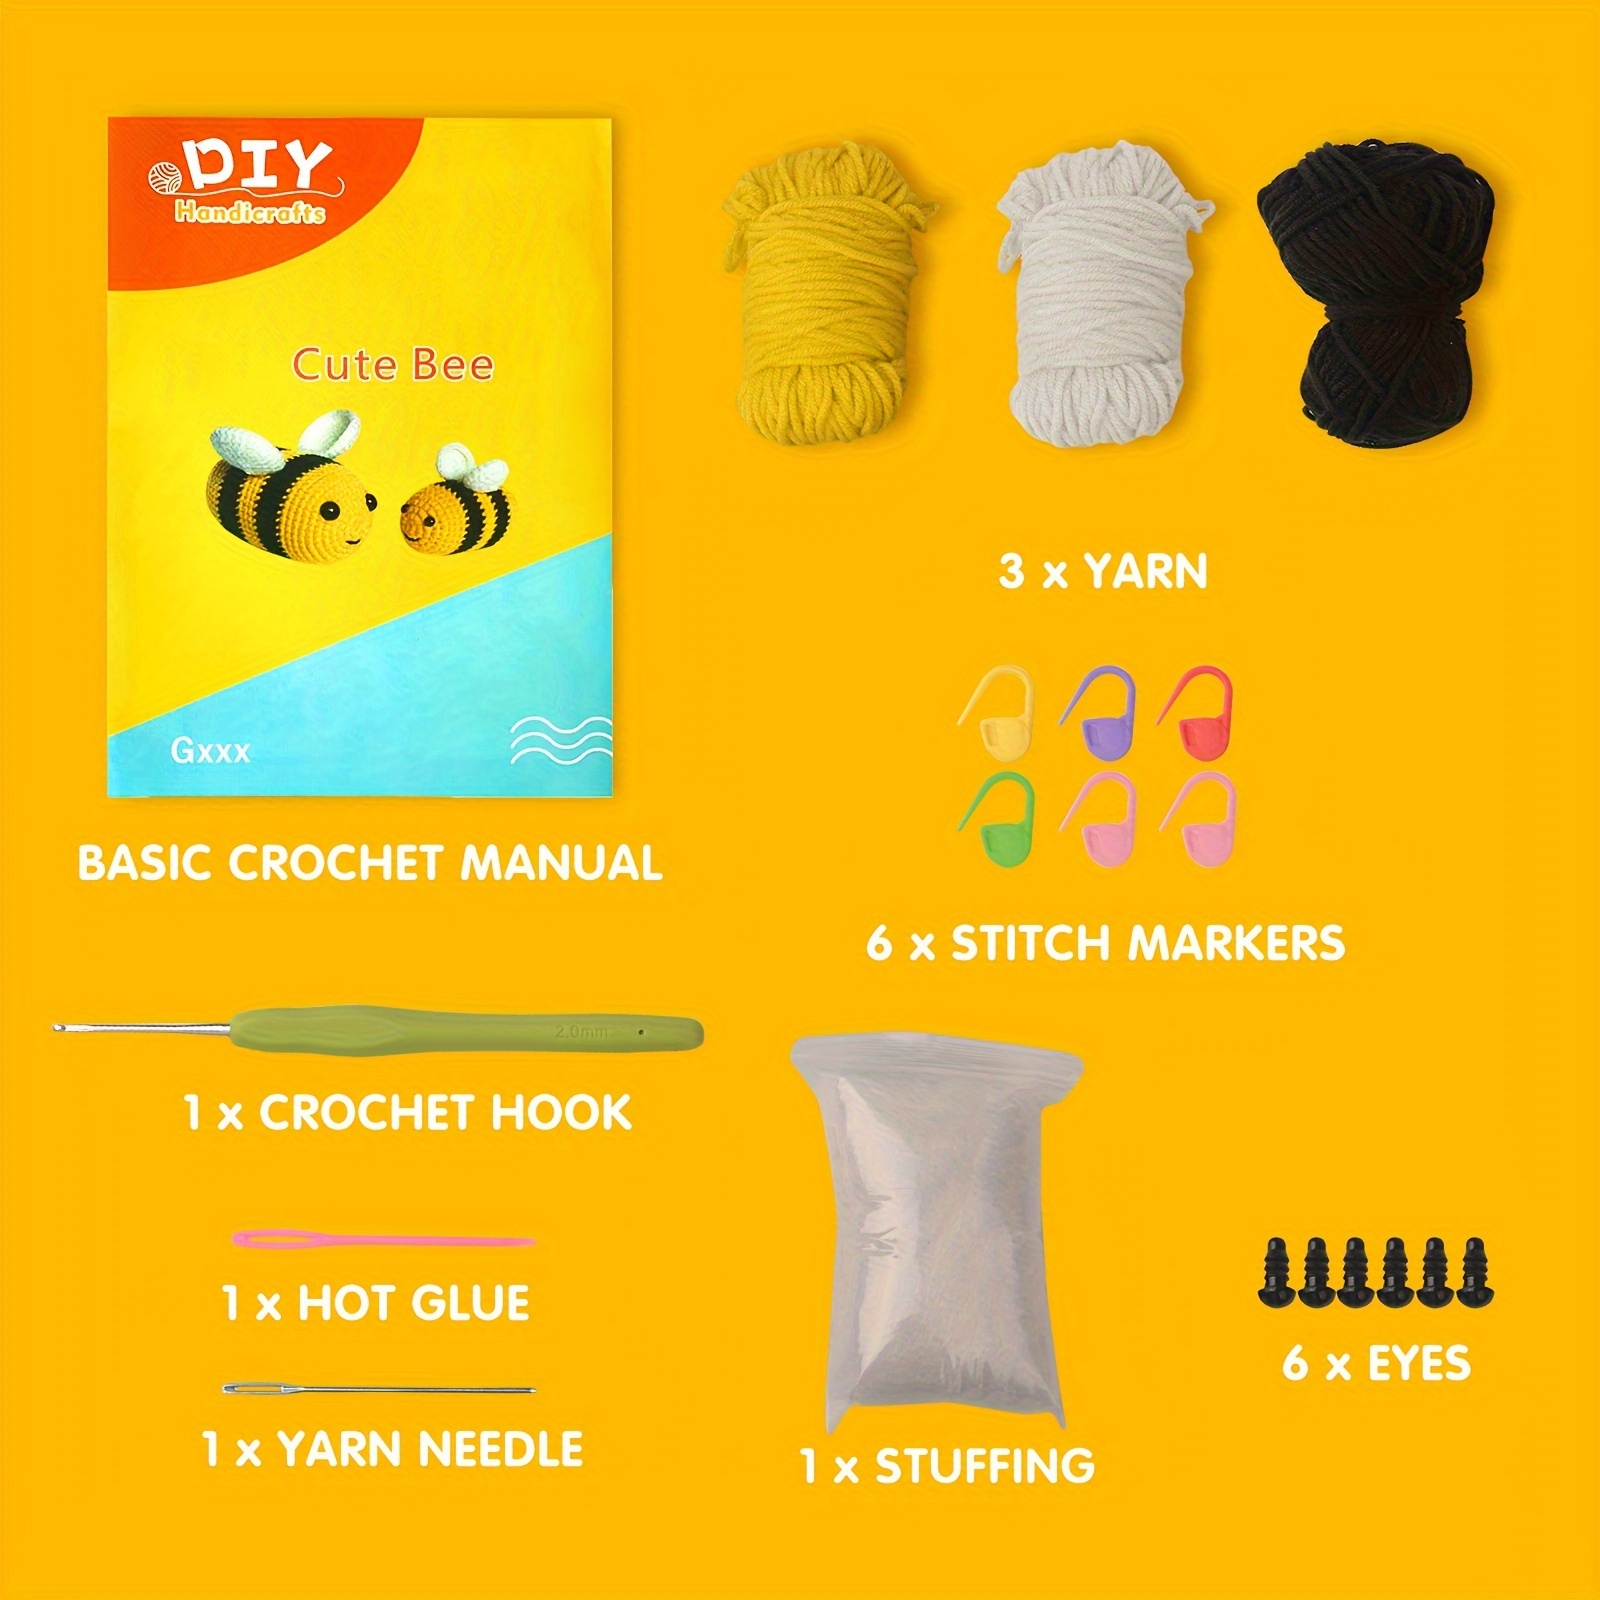 DIY
Handicrafts
Cute Bee
Gxxx
BASIC CROCHET MANUAL
3 x YARN
6 x STITCH MARKERS
2.0mm
1 x CROCHET HOOK
1 x HOT GLUE
1 x YARN NEEDLE
1 x STUFFING
6 x EYES